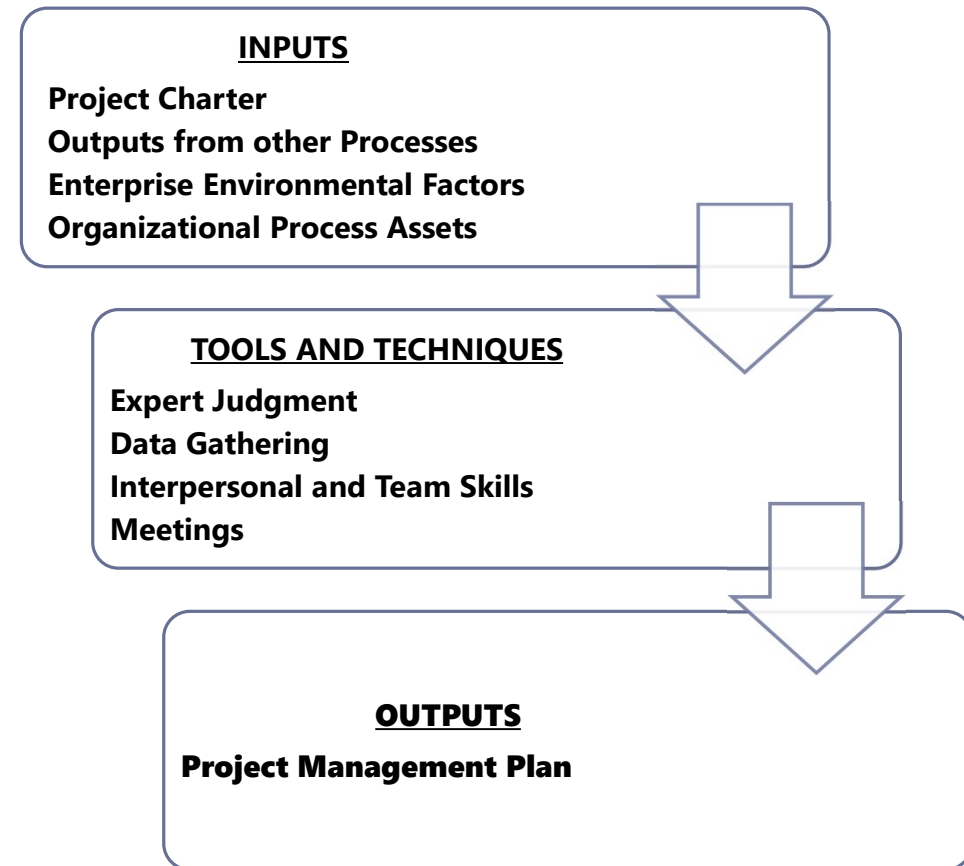 INPUTS
Project Charter
Outputs from other Processes
Enterprise Environmental Factors
Organizational Process Assets
TOOLS AND TECHNIQUES
Expert Judgment
Data Gathering
Interpersonal and Team Skills
Meetings
OUTPUTS
Project Management Plan